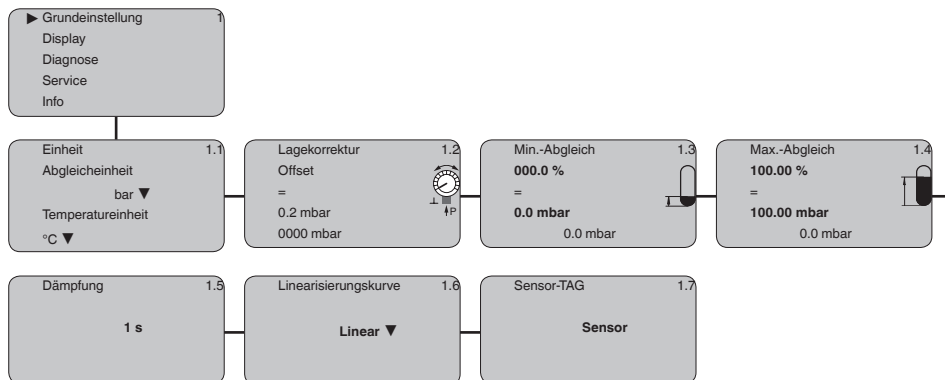 ▶ Grundeinstellung 1
Display
Diagnose
Service
Info
Einheit 1.1
Abgleicheinheit
bar ▼
Temperatureinheit
°C ▼
Lagekorrektur 1.2
Offset
=
0.2 mbar
0000 mbar
P
Min.-Abgleich 1.3
000.0 %
=
0.0 mbar
0.0 mbar
Max.-Abgleich 1.4
100.00 %
=
100.00 mbar
0.0 mbar
Dämpfung 1.5
1 s
Linearisierungskurve 1.6
Linear ▼
Sensor-TAG 1.7
Sensor